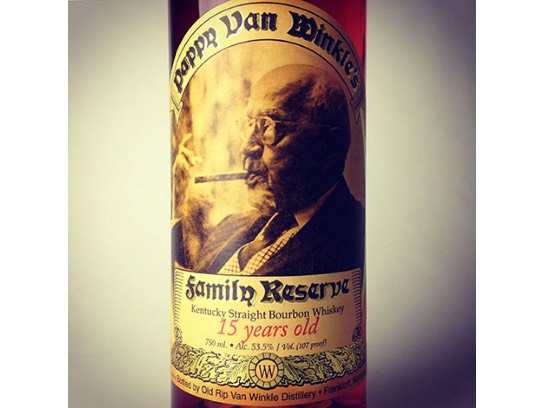 Pappy Van Winkle's
Family Reserve
Kentucky Straight Bourbon Whiskey
15 years old
750 ml. • Alc. 53.5% / Vol. (107 proof)
W
Bottled by Old Rip Van Winkle Distillery • Frankfort,